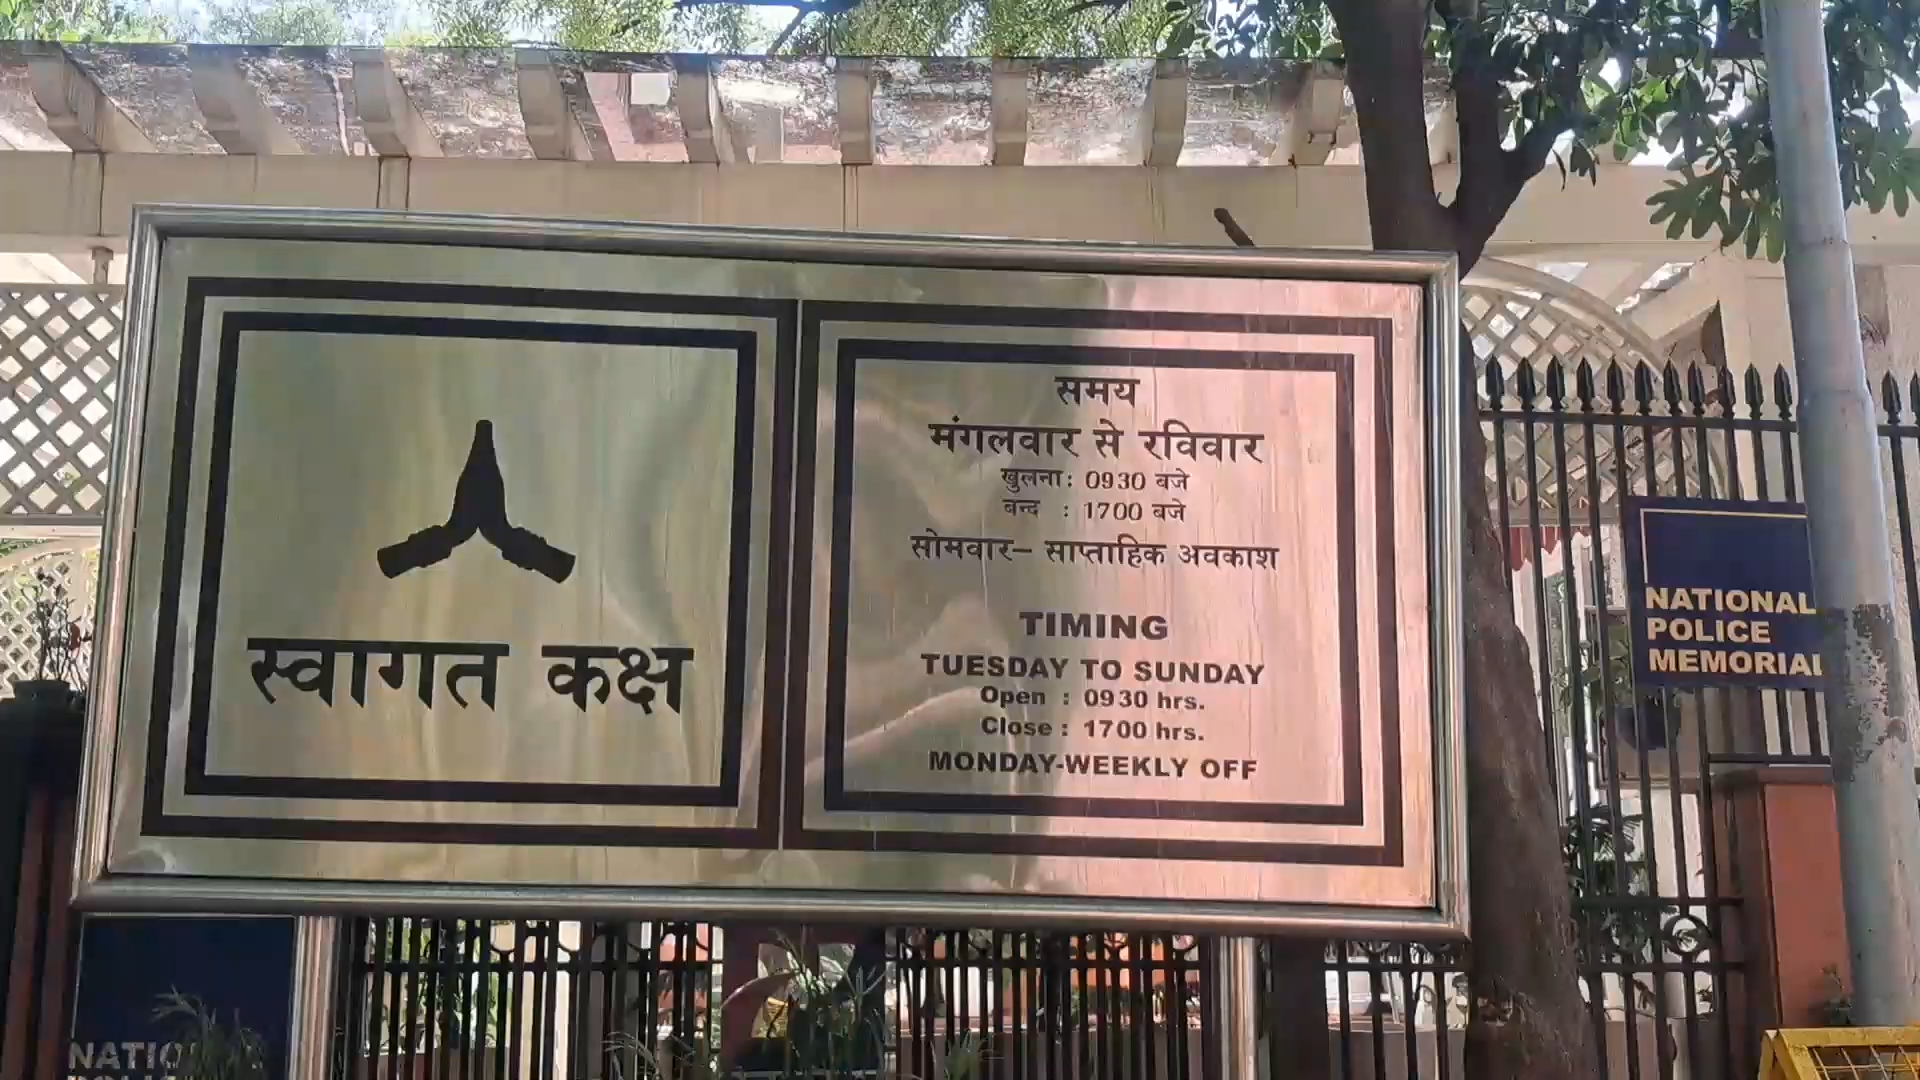 स्वागत कक्ष
समय
मंगलवार से रविवार
खुलना : 0930 बजे
बन्द : 1700 बजे
सोमवार– साप्ताहिक अवकाश
TIMING
TUESDAY TO SUNDAY
Open : 0930 hrs.
Close : 1700 hrs.
MONDAY-WEEKLY OFF
NATIONAL
POLICE
MEMORIAL